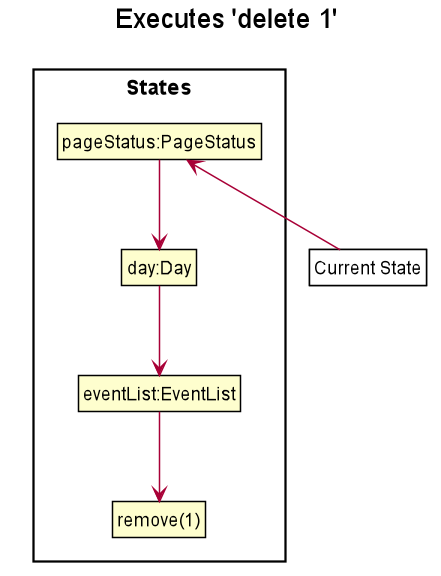 Executes 'delete 1'
States
pageStatus:PageStatus
day:Day
Current State
eventList:EventList
remove(1)